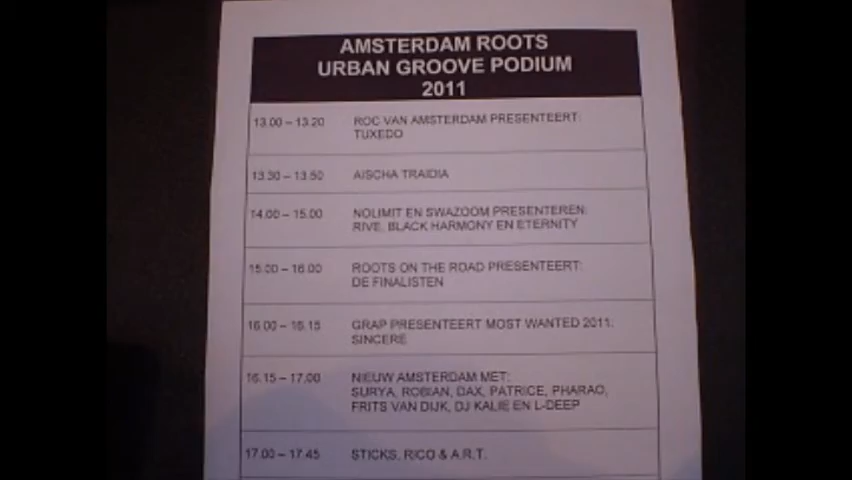 AMSTERDAM ROOTS
URBAN GROOVE PODIUM
2011
13.00 – 13.20 ROC VAN AMSTERDAM PRESENTEERT:
TUXEDO
13.30 – 13.50 AISCHA TRAIDIA
14.00 – 15.00 NOLIMIT EN SWAZOOM PRESENTEREN:
RIVE, BLACK HARMONY EN ETERNITY
15.00 – 16.00 ROOTS ON THE ROAD PRESENTEERT:
DE FINALISTEN
16.00 – 16.15 GRAP PRESENTEERT MOST WANTED 2011:
SINCERE
16.15 – 17.00 NIEUW AMSTERDAM MET:
SURYA, ROBIAN, DAX, PATRICE, PHARAO,
FRITS VAN DIJK, DJ KALIE EN L-DEEP
17.00 – 17.45 STICKS, RICO & A.R.T.